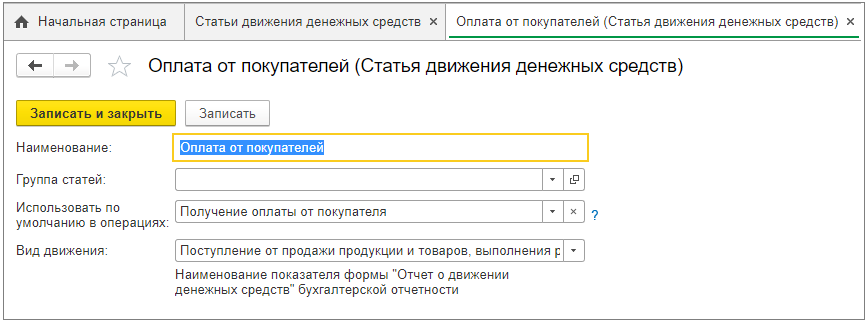 Начальная страница
Статьи движения денежных средств ×
Оплата от покупателей (Статья движения денежных средств) ×
Оплата от покупателей (Статья движения денежных средств)
Записать и закрыть
Записать
Наименование: Оплата от покупателей
Группа статей:
Использовать по
умолчанию в операциях: Получение оплаты от покупателя × ?
Вид движения: Поступление от продажи продукции и товаров, выполнения р
Наименование показателя формы "Отчет о движении
денежных средств" бухгалтерской отчетности